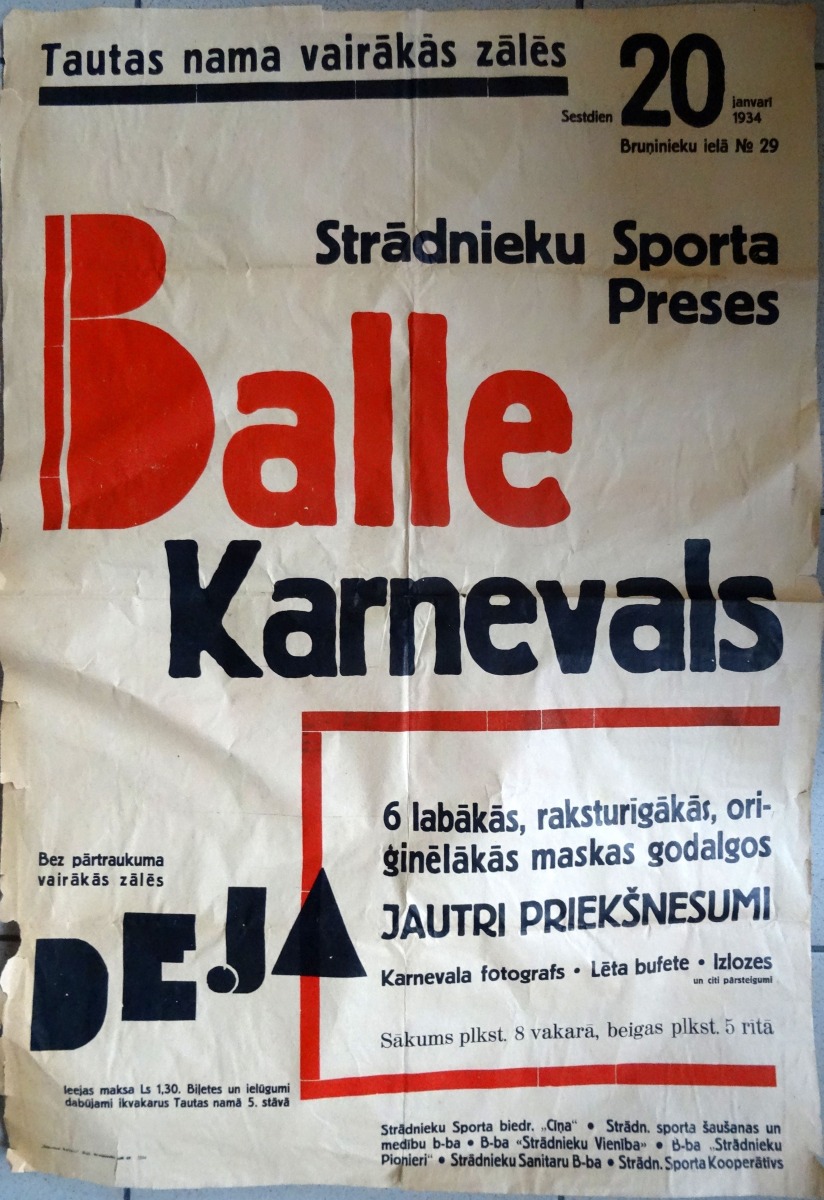 Tautas nama vairākās zālēs
Sestdien 20 janvarī 1934
Bruņinieku ielā № 29
Strādnieku Sporta
Preses
Balle
Karnevals
6 labākās, raksturīgākās, ori-
ģinēlākās maskas godalgos
JAUTRI PRIEKŠNESUMI
Karnevala fotografs • Lēta bufete • Izlozes
un citi pārsteigumi
Sākums plkst. 8 vakarā, beigas plkst. 5 rītā
Bez pārtraukuma
vairākās zālēs
DEJA
Ieejas maksa Ls 1,30. Biļetes un ielūgumi
dabūjami ikvakarus Tautas namā 5. stāvā
Strādnieku Sporta biedr. „Cīņa" • Strādn. sporta šaušanas un
medību b-ba • B-ba «Strādnieku Vienība» • B-ba „Strādnieku
Pionieri" • Strādnieku Sanitaru B-ba • Strādn. Sporta Kooperātīvs